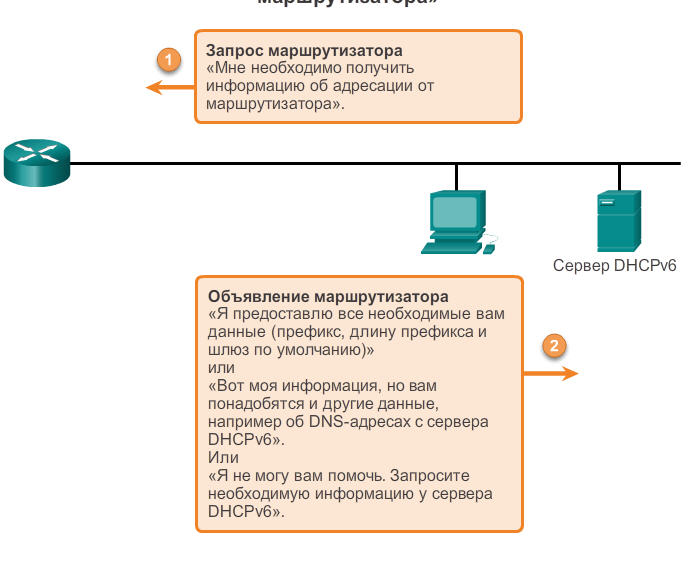 маршрутизатора»
1
Запрос маршрутизатора
«Мне необходимо получить
информацию об адресации от
маршрутизатора».
Сервер DHCPv6
Объявление маршрутизатора
«Я предоставлю все необходимые вам
данные (префикс, длину префикса и
шлюз по умолчанию)»
или
«Вот моя информация, но вам
понадобятся и другие данные,
например об DNS-адресах с сервера
DHCPv6».
Или
«Я не могу вам помочь. Запросите
необходимую информацию у сервера
DHCPv6».
2